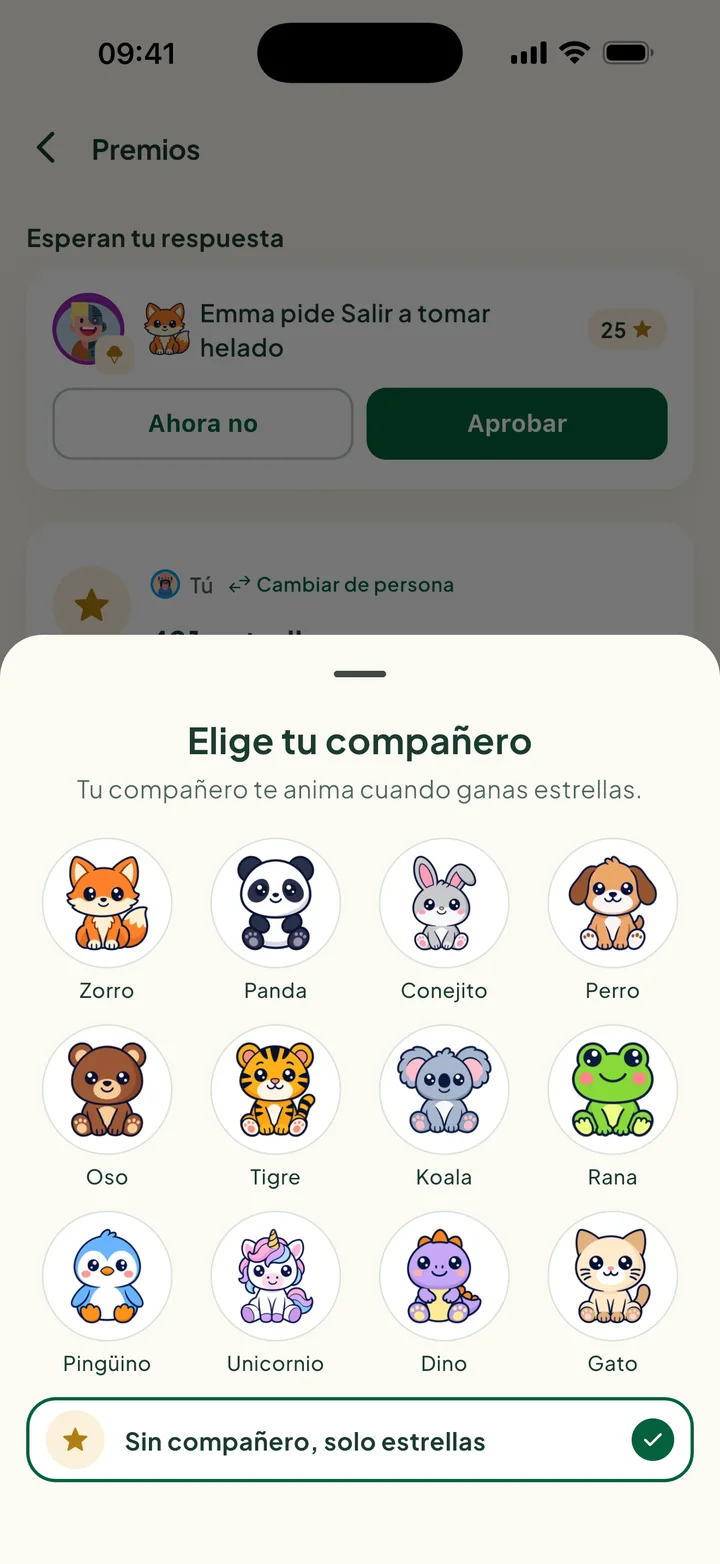 09:41
Premios
Esperan tu respuesta
Emma pide Salir a tomar
helado
25
Ahora no
Aprobar
Tú
Cambiar de persona
Elige tu compañero
Tu compañero te anima cuando ganas estrellas.
Zorro
Panda
Conejito
Perro
Oso
Tigre
Koala
Rana
Pingüino
Unicornio
Dino
Gato
Sin compañero, solo estrellas